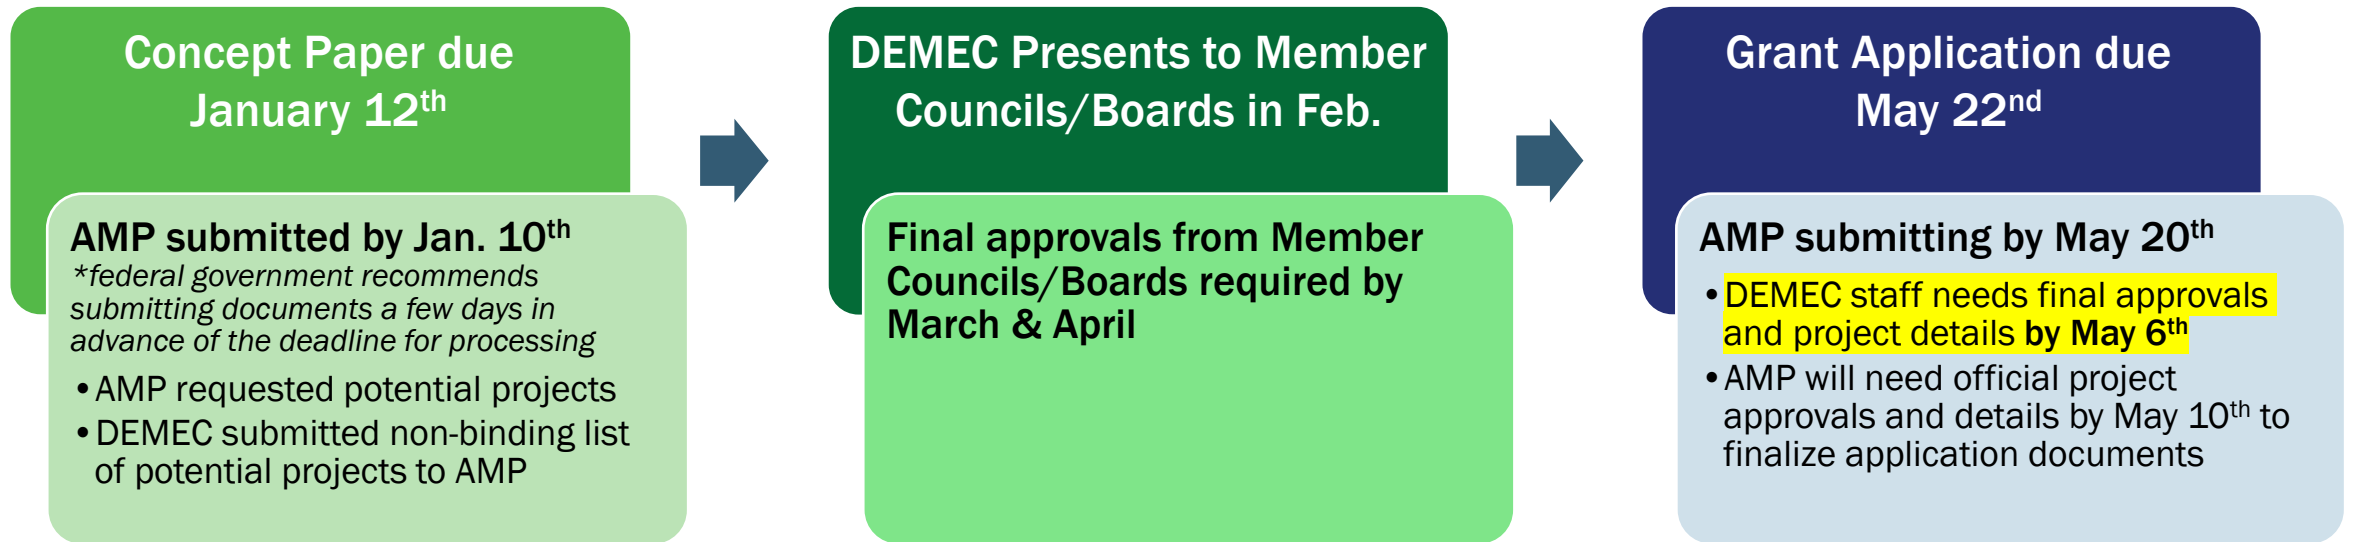 Concept Paper due
January 12th
AMP submitted by Jan. 10th
*federal government recommends
submitting documents a few days in
advance of the deadline for processing
•AMP requested potential projects
•DEMEC submitted non-binding list
of potential projects to AMP
DEMEC Presents to Member
Councils/Boards in Feb.
Final approvals from Member
Councils/Boards required by
March & April
Grant Application due
May 22nd
AMP submitting by May 20th
•DEMEC staff needs final approvals
and project details by May 6th
•AMP will need official project
approvals and details by May 10th to
finalize application documents